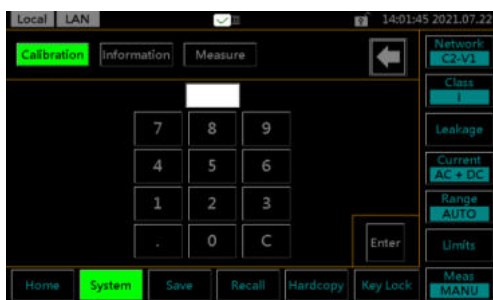 Local LAN 14:01:45 2021.07.22
Calibration Information Measure
Network
C2-V1
Class
I
Leakage
Current
AC + DC
Range
AUTO
Limits
Meas
MANU
7 8 9
4 5 6
1 2 3
. 0 C
Enter
Home System Save Recall Hardcopy Key Lock